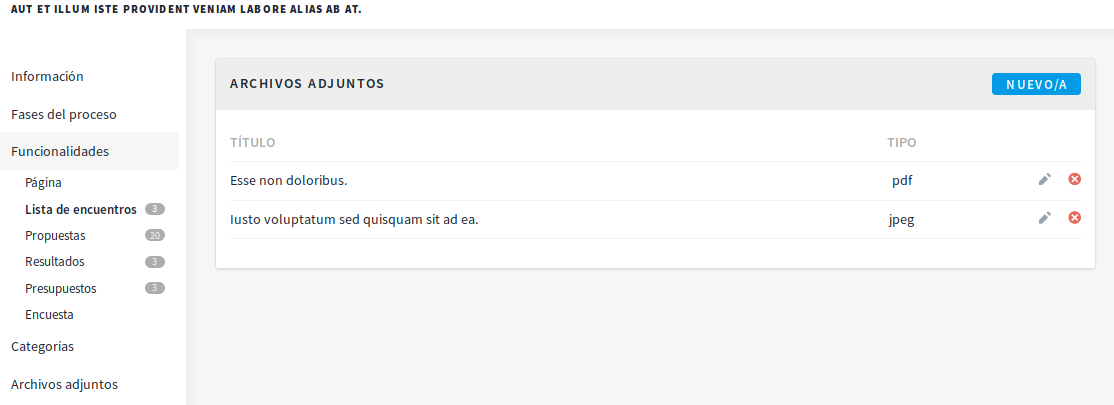 AUT ET ILLUM ISTE PROVIDENT VENIAM LABORE ALIAS AB AT.
Información
Fases del proceso
Funcionalidades
Página
Lista de encuentros 3
Propuestas 20
Resultados 3
Presupuestos 3
Encuesta
Categorías
Archivos adjuntos
ARCHIVOS ADJUNTOS NUEVO/A
TÍTULO TIPO
Esse non doloribus. pdf
Iusto voluptatum sed quisquam sit ad ea. jpeg